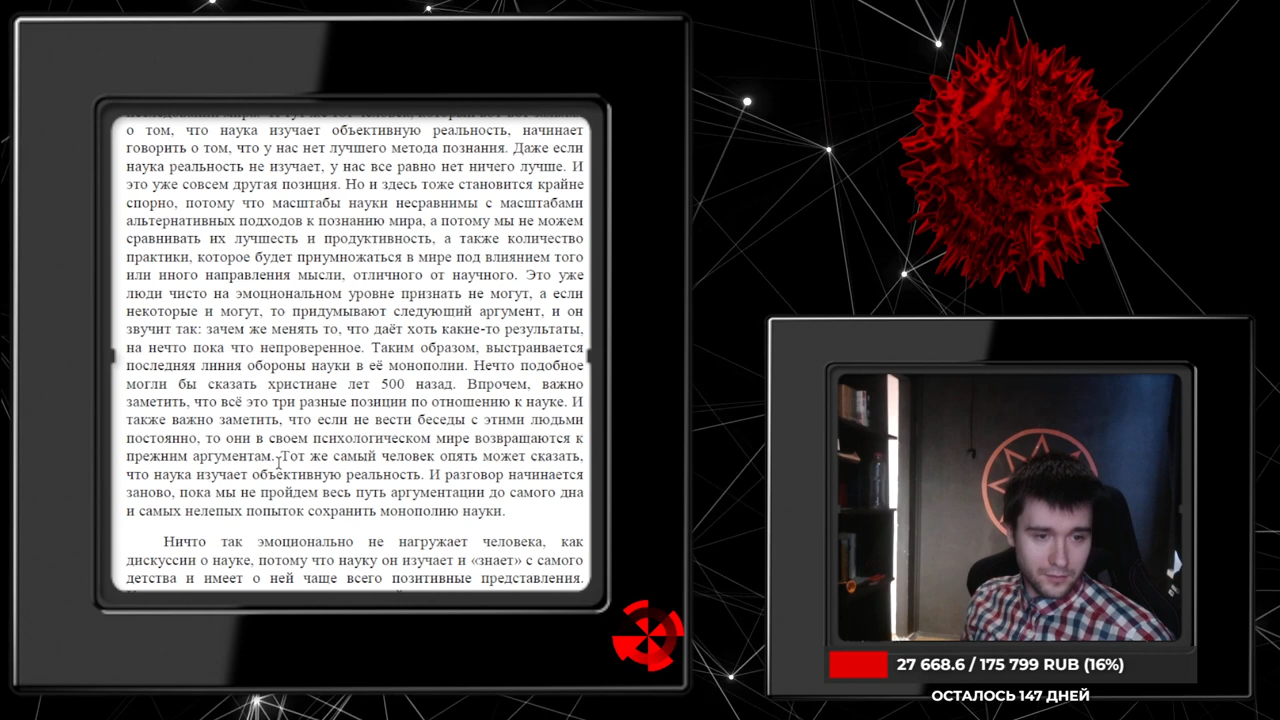 о том, что наука изучает объективную реальность, начинает
говорить о том, что у нас нет лучшего метода познания. Даже если
наука реальность не изучает, у нас все равно нет ничего лучше. И
это уже совсем другая позиция. Но и здесь тоже становится крайне
спорно, потому что масштабы науки несравнимы с масштабами
альтернативных подходов к познанию мира, а потому мы не можем
сравнивать их лучшесть и продуктивность, а также количество
практики, которое будет приумножаться в мире под влиянием того
или иного направления мысли, отличного от научного. Это уже
люди чисто на эмоциональном уровне признать не могут, а если
некоторые и могут, то придумывают следующий аргумент, и он
звучит так: зачем же менять то, что даёт хоть какие-то результаты,
на нечто пока что непроверенное. Таким образом, выстраивается
последняя линия обороны науки в её монополии. Нечто подобное
могли бы сказать христиане лет 500 назад. Впрочем, важно
заметить, что всё это три разные позиции по отношению к науке. И
также важно заметить, что если не вести беседы с этими людьми
постоянно, то они в своем психологическом мире возвращаются к
прежним аргументам. Тот же самый человек опять может сказать,
что наука изучает объективную реальность. И разговор начинается
заново, пока мы не пройдем весь путь аргументации до самого дна
и самых нелепых попыток сохранить монополию науки.
Ничто так эмоционально не нагружает человека, как
дискуссии о науке, потому что науку он изучает и «знает» с самого
детства и имеет о ней чаще всего позитивные представления.
27 668.6 / 175 799 RUB (16%)
ОСТАЛОСЬ 147 ДНЕЙ